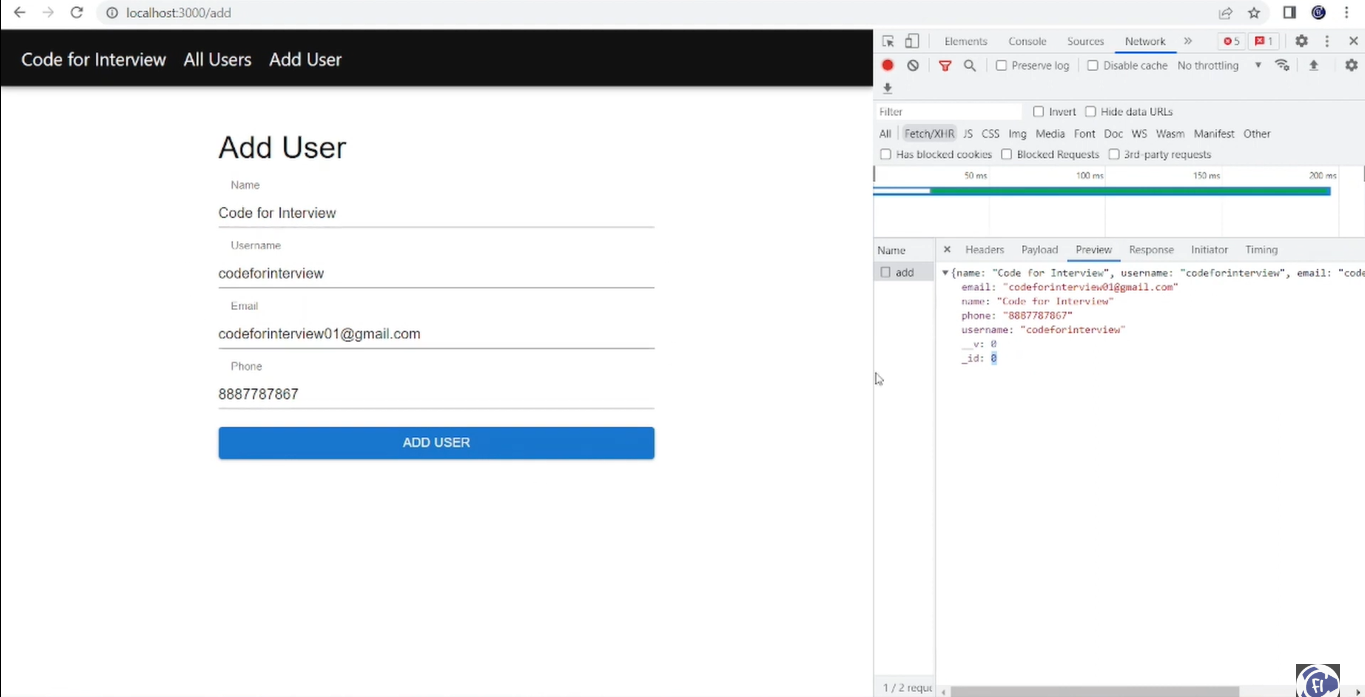 localhost:3000/add
Code for Interview All Users Add User
Elements Console Sources Network » 5 1
Preserve log Disable cache No throttling
Filter Invert Hide data URLs
All Fetch/XHR JS CSS Img Media Font Doc WS Wasm Manifest Other
Has blocked cookies Blocked Requests 3rd-party requests
50 ms 100 ms 150 ms 200 ms
Add User
Name
Code for Interview
Username
codeforinterview
Email
codeforinterview01@gmail.com
Phone
8887787867
ADD USER
Name Headers Payload Preview Response Initiator Timing
add
{name: "Code for Interview", username: "codeforinterview", email: "code
email: "codeforinterview01@gmail.com"
name: "Code for Interview"
phone: "8887787867"
username: "codeforinterview"
__v: 0
_id: 0
1 / 2 requ